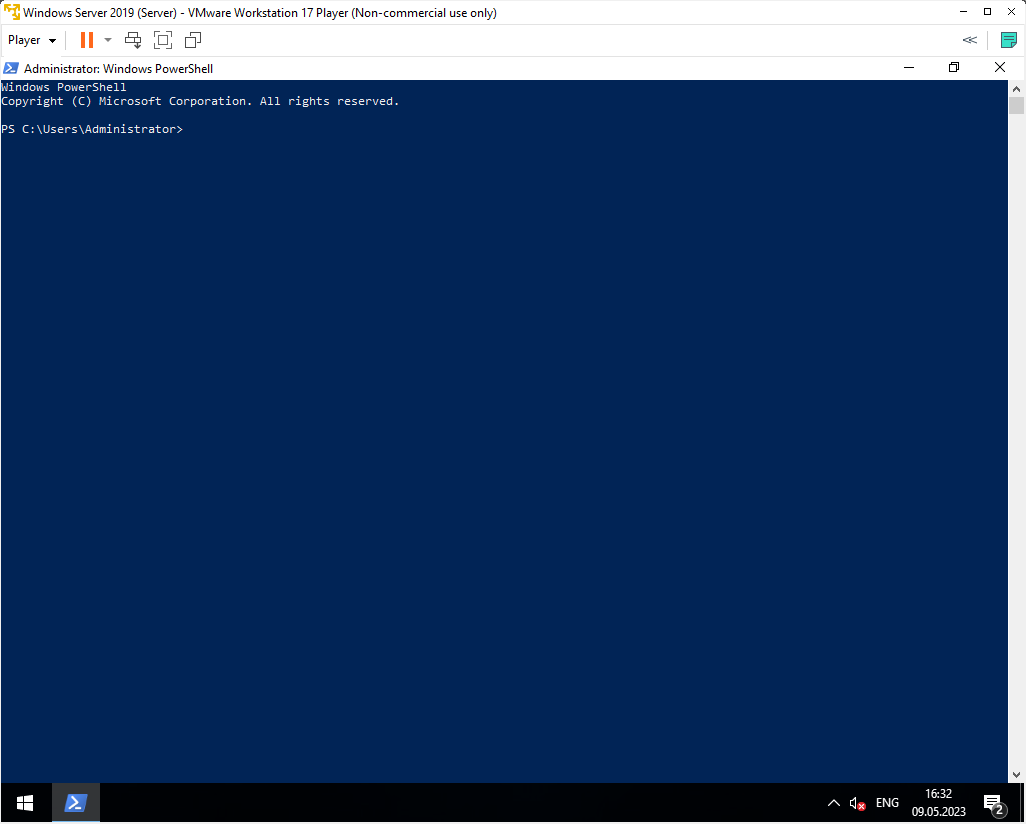 Windows Server 2019 (Server) - VMware Workstation 17 Player (Non-commercial use only)
Player
Administrator: Windows PowerShell
Windows PowerShell
Copyright (C) Microsoft Corporation. All rights reserved.
PS C:\Users\Administrator>
ENG
16:32
09.05.2023
2